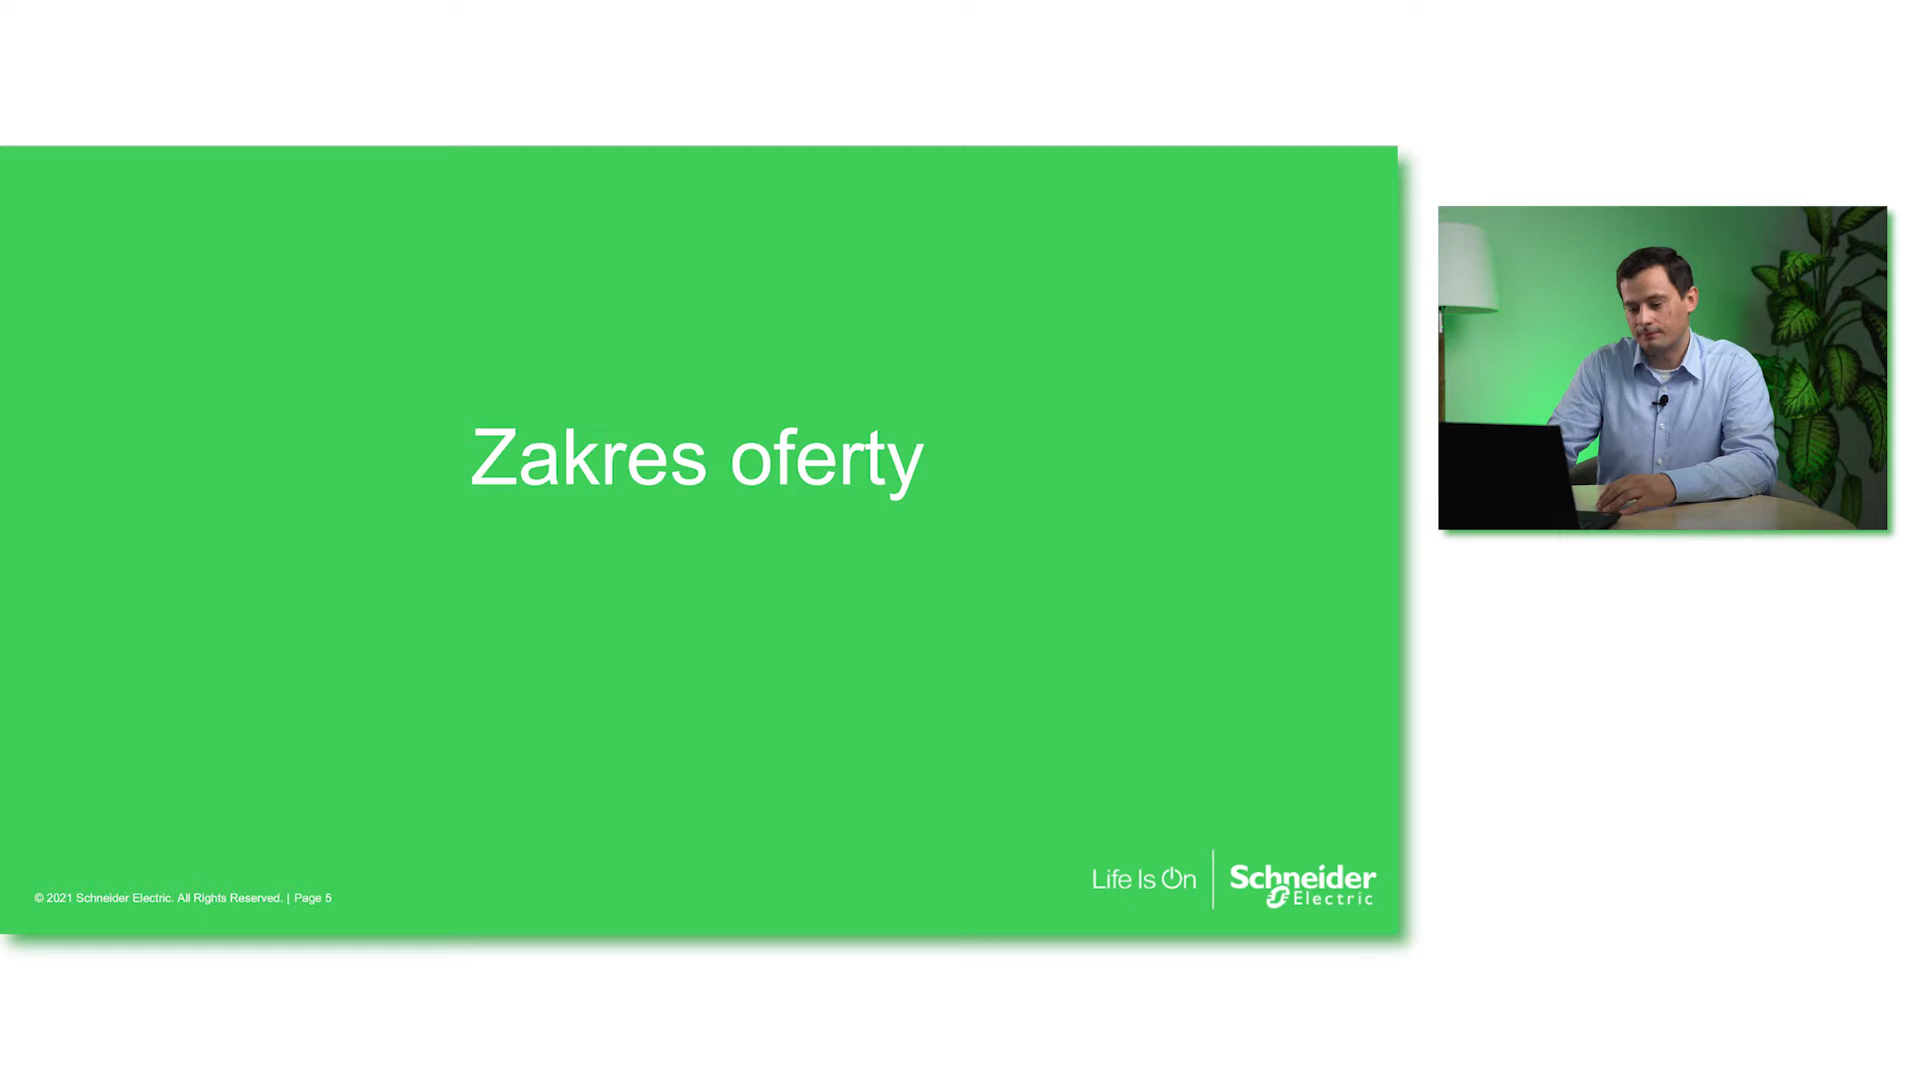 Zakres oferty
© 2021 Schneider Electric. All Rights Reserved. | Page 5
Life Is On
Schneider
Electric